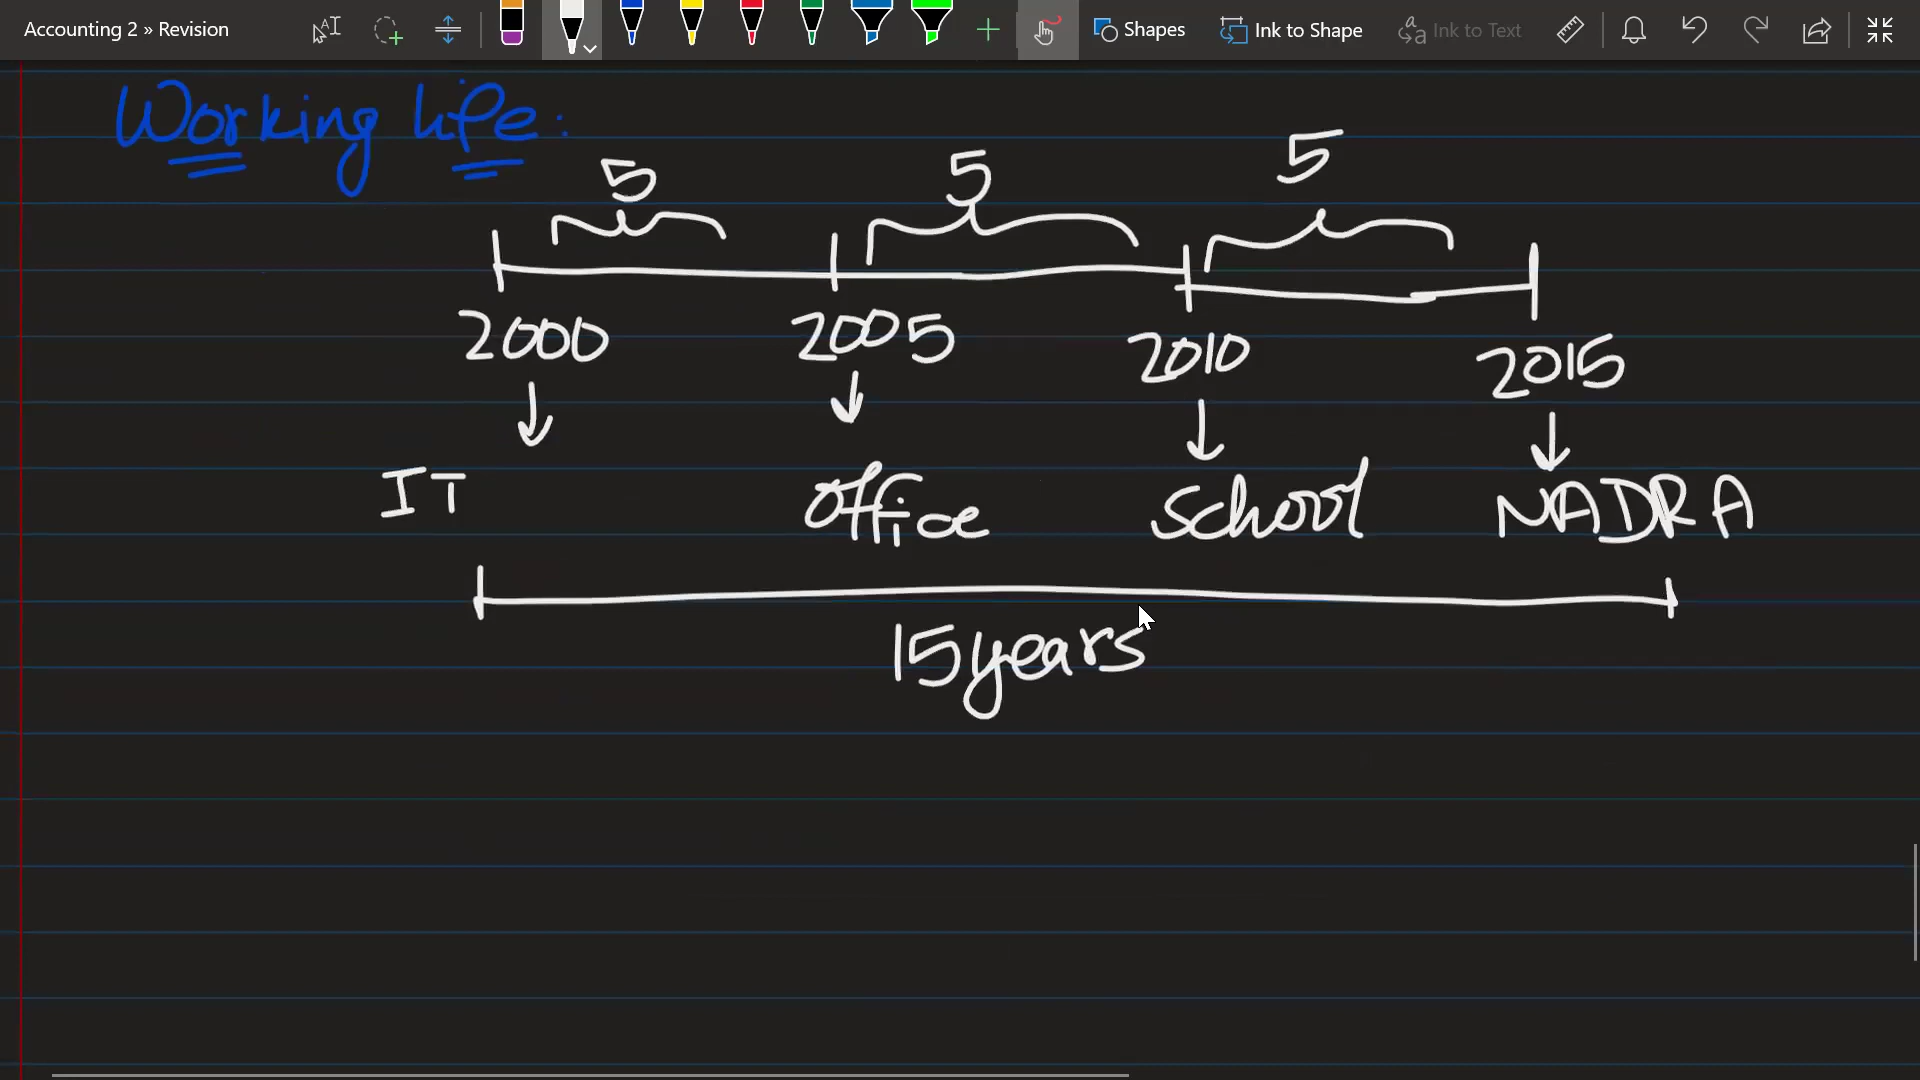 Accounting 2 » Revision
Shapes
Ink to Shape
Ink to Text
Working life:
5 5 5
2000 2005 2010 2015
IT office School NADRA
15 years